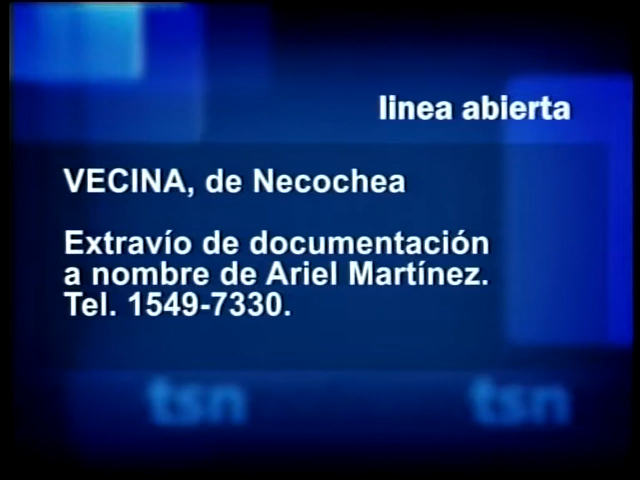 linea abierta
VECINA, de Necochea
Extravío de documentación
a nombre de Ariel Martínez.
Tel. 1549-7330.
tsn tsn